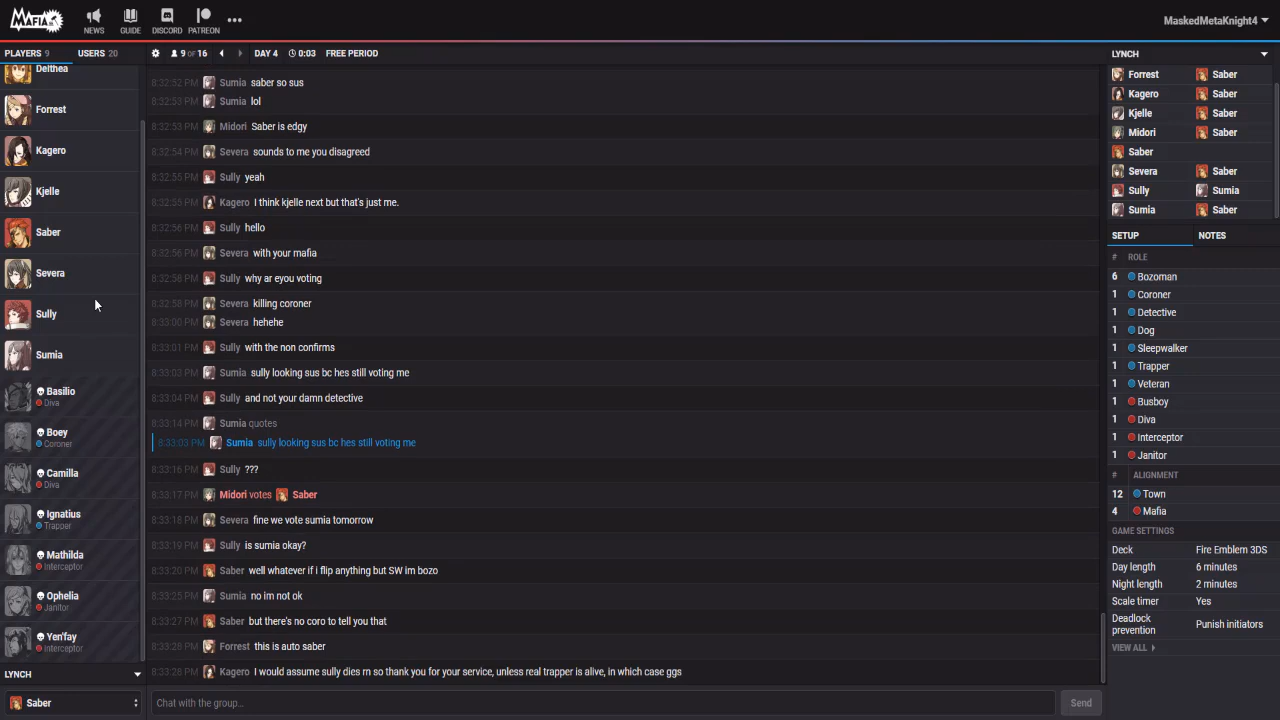 MAFIA
NEWS
GUIDE
DISCORD
PATREON
MaskedMetaKnight4
PLAYERS 9
USERS 20
9 OF 16
DAY 4
0:03
FREE PERIOD
LYNCH
Delthea
Forrest
Kagero
Kjelle
Saber
Severa
Sully
Sumia
Basilio
Diva
Boey
Coroner
Camilla
Diva
Ignatius
Trapper
Mathilda
Interceptor
Ophelia
Janitor
Yen'fay
Interceptor
LYNCH
Saber
8:32:52 PM Sumia saber so sus
8:32:53 PM Sumia lol
8:32:53 PM Midori Saber is edgy
8:32:54 PM Severa sounds to me you disagreed
8:32:55 PM Sully yeah
8:32:55 PM Kagero I think kjelle next but that's just me.
8:32:56 PM Sully hello
8:32:56 PM Severa with your mafia
8:32:58 PM Sully why ar eyou voting
8:32:58 PM Severa killing coroner
8:33:00 PM Severa hehehe
8:33:01 PM Sully with the non confirms
8:33:03 PM Sumia sully looking sus bc hes still voting me
8:33:04 PM Sully and not your damn detective
8:33:14 PM Sumia quotes
8:33:03 PM Sumia sully looking sus bc hes still voting me
8:33:16 PM Sully ???
8:33:17 PM Midori votes Saber
8:33:18 PM Severa fine we vote sumia tomorrow
8:33:19 PM Sully is sumia okay?
8:33:20 PM Saber well whatever if i flip anything but SW im bozo
8:33:25 PM Sumia no im not ok
8:33:27 PM Saber but there's no coro to tell you that
8:33:28 PM Forrest this is auto saber
8:33:28 PM Kagero I would assume sully dies rn so thank you for your service, unless real trapper is alive, in which case ggs
Chat with the group...
Send
Forrest Saber
Kagero Saber
Kjelle Saber
Midori Saber
Saber
Severa Saber
Sully Sumia
Sumia Saber
SETUP
NOTES
# ROLE
6 Bozoman
1 Coroner
1 Detective
1 Dog
1 Sleepwalker
1 Trapper
1 Veteran
1 Busboy
1 Diva
1 Interceptor
1 Janitor
# ALIGNMENT
12 Town
4 Mafia
GAME SETTINGS
Deck Fire Emblem 3DS
Day length 6 minutes
Night length 2 minutes
Scale timer Yes
Deadlock prevention Punish initiators
VIEW ALL